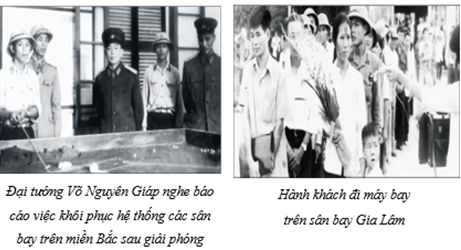 Đại tướng Võ Nguyên Giáp nghe báo
cáo việc khôi phục hệ thống các sân
bay trên miền Bắc sau giải phóng
Hành khách đi máy bay
trên sân bay Gia Lâm